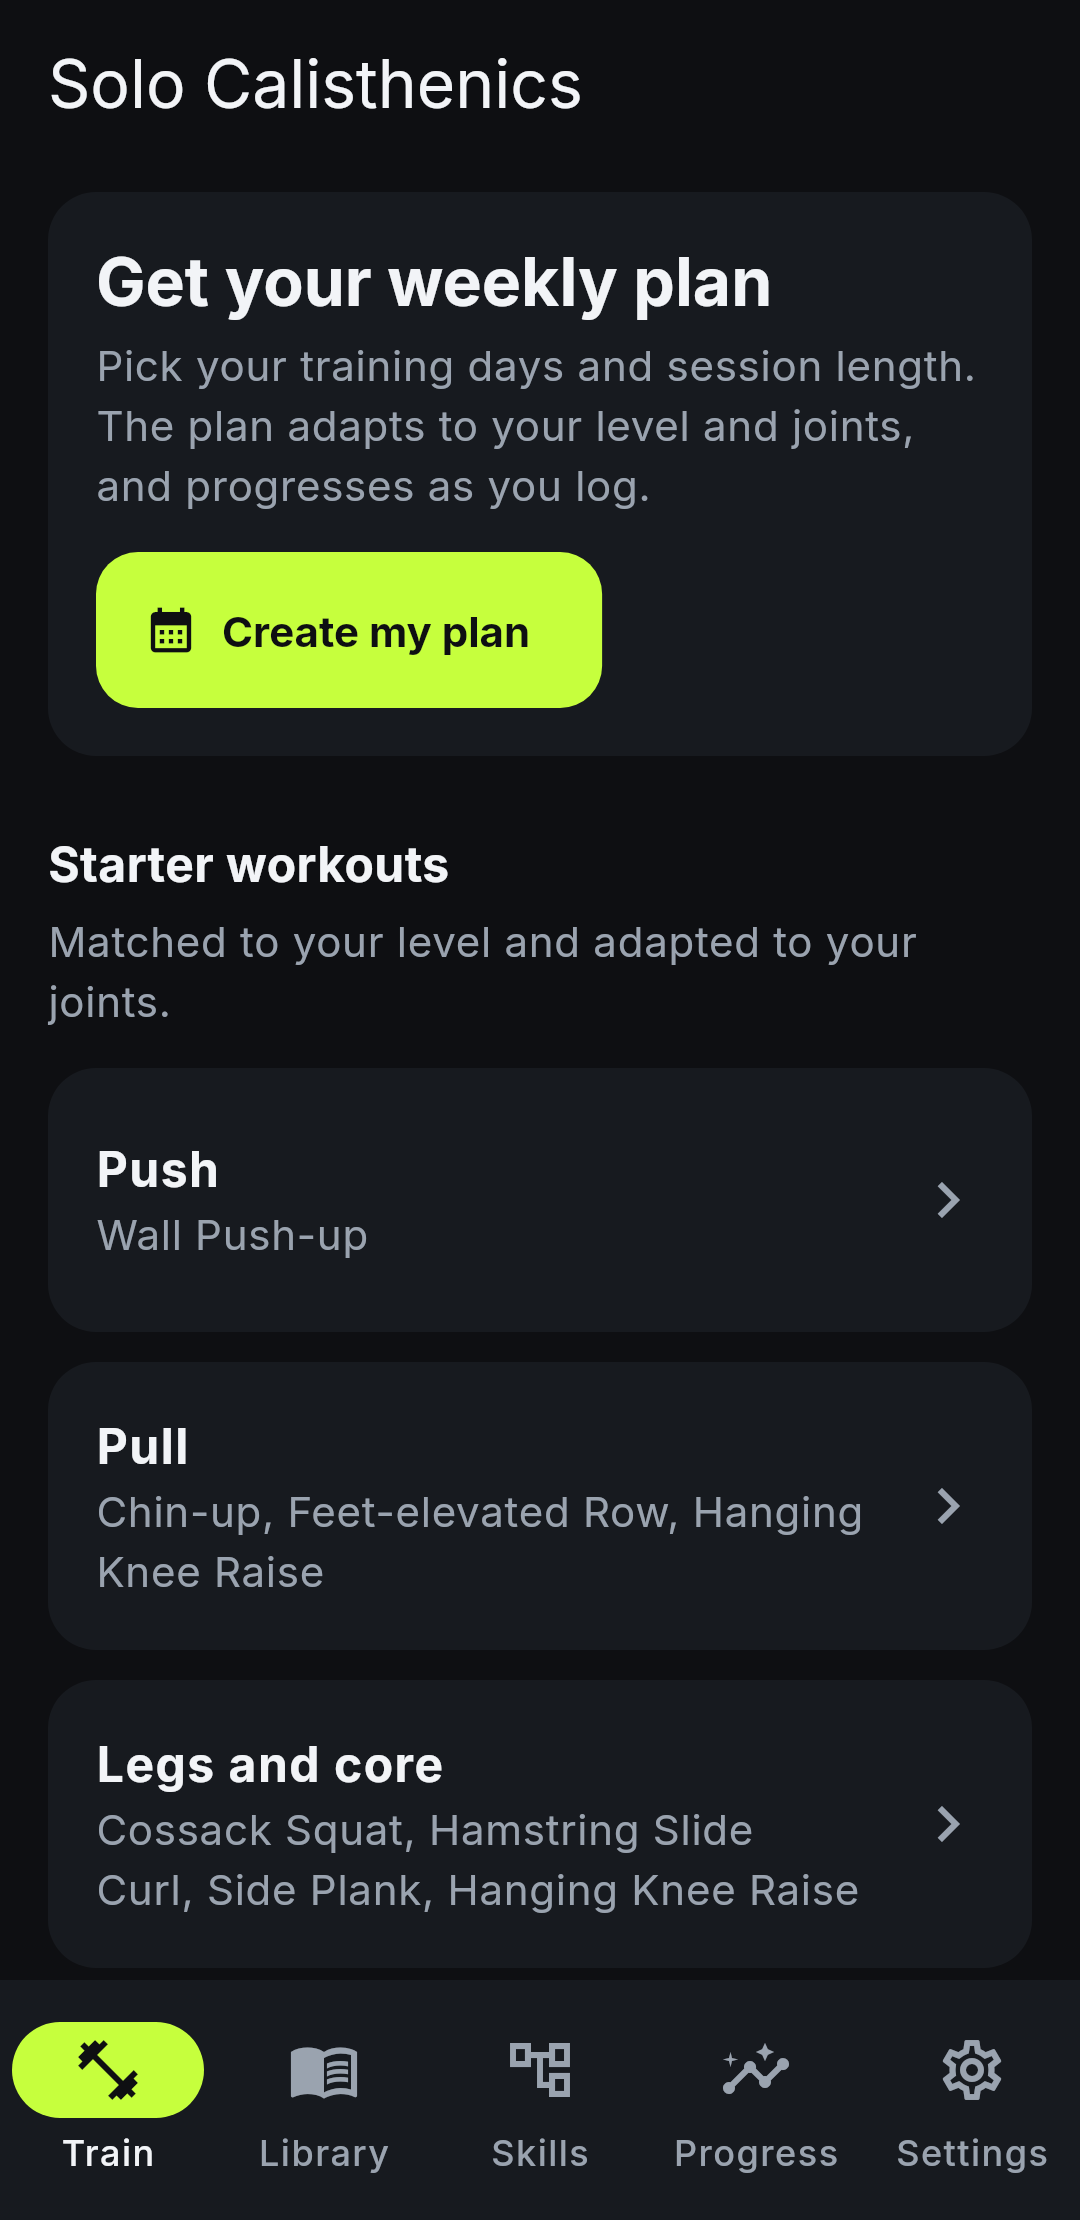 Solo Calisthenics
Get your weekly plan
Pick your training days and session length.
The plan adapts to your level and joints,
and progresses as you log.
Create my plan
Starter workouts
Matched to your level and adapted to your
joints.
Push
Wall Push-up
Pull
Chin-up, Feet-elevated Row, Hanging
Knee Raise
Legs and core
Cossack Squat, Hamstring Slide
Curl, Side Plank, Hanging Knee Raise
Train
Library
Skills
Progress
Settings